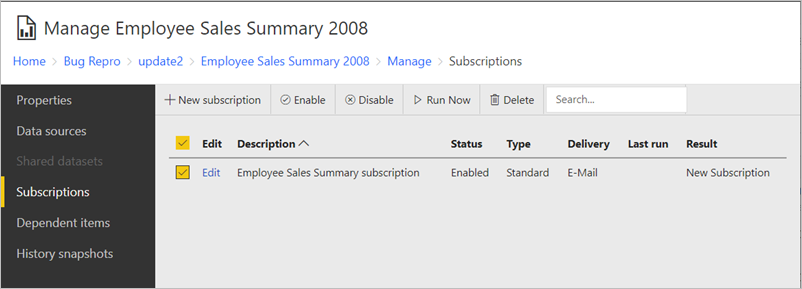 Manage Employee Sales Summary 2008
Home > Bug Repro > update2 > Employee Sales Summary 2008 > Manage > Subscriptions
Properties
Data sources
Shared datasets
Subscriptions
Dependent items
History snapshots
+ New subscription Enable Disable Run Now Delete Search...
Edit Description Status Type Delivery Last run Result
Edit Employee Sales Summary subscription Enabled Standard E-Mail New Subscription